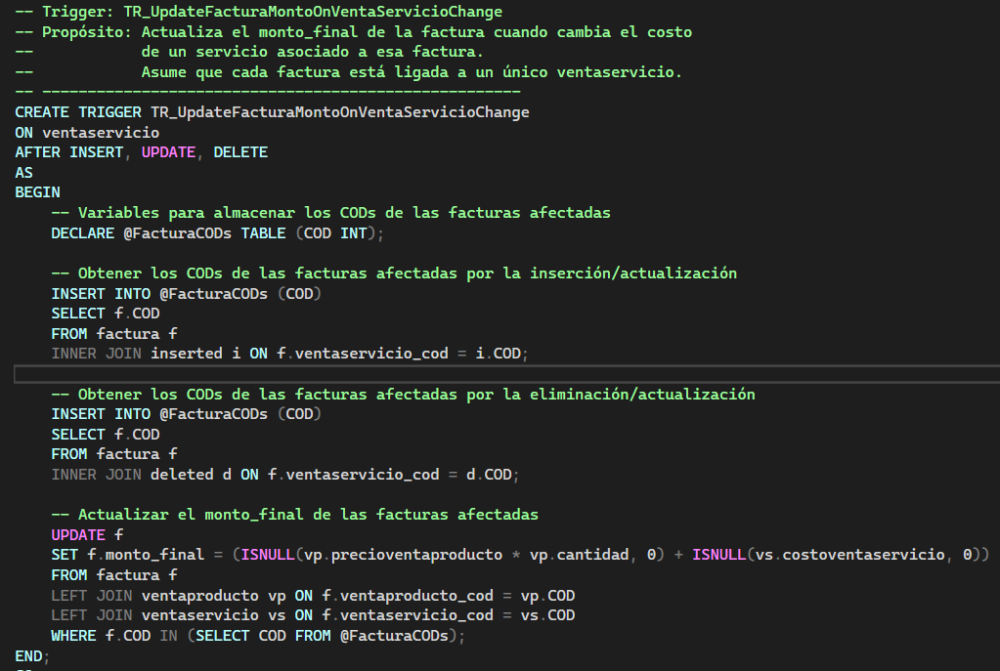 -- Trigger: TR_UpdateFacturaMontoOnVentaServicioChange
-- Propósito: Actualiza el monto_final de la factura cuando cambia el costo
--            de un servicio asociado a esa factura.
--            Asume que cada factura está ligada a un único ventaservicio.
-- -----------------------------------------------------
CREATE TRIGGER TR_UpdateFacturaMontoOnVentaServicioChange
ON ventaservicio
AFTER INSERT, UPDATE, DELETE
AS
BEGIN
    -- Variables para almacenar los CODs de las facturas afectadas
    DECLARE @FacturaCODs TABLE (COD INT);
    -- Obtener los CODs de las facturas afectadas por la inserción/actualización
    INSERT INTO @FacturaCODs (COD)
    SELECT f.COD
    FROM factura f
    INNER JOIN inserted i ON f.ventaservicio_cod = i.COD;
    -- Obtener los CODs de las facturas afectadas por la eliminación/actualización
    INSERT INTO @FacturaCODs (COD)
    SELECT f.COD
    FROM factura f
    INNER JOIN deleted d ON f.ventaservicio_cod = d.COD;
    -- Actualizar el monto_final de las facturas afectadas
    UPDATE f
    SET f.monto_final = (ISNULL(vp.precioventaproducto * vp.cantidad, 0) + ISNULL(vs.costoventaservicio, 0))
    FROM factura f
    LEFT JOIN ventaproducto vp ON f.ventaproducto_cod = vp.COD
    LEFT JOIN ventaservicio vs ON f.ventaservicio_cod = vs.COD
    WHERE f.COD IN (SELECT COD FROM @FacturaCODs);
END;